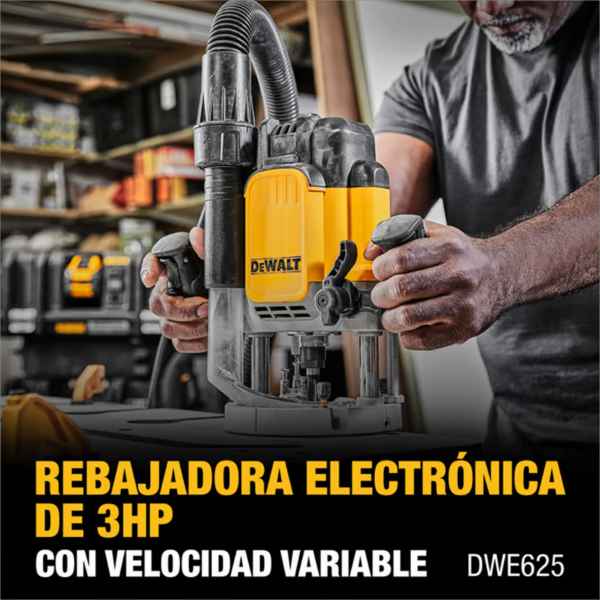 DEWALT
REBAJADORA ELECTRÓNICA
DE 3HP
CON VELOCIDAD VARIABLE DWE625